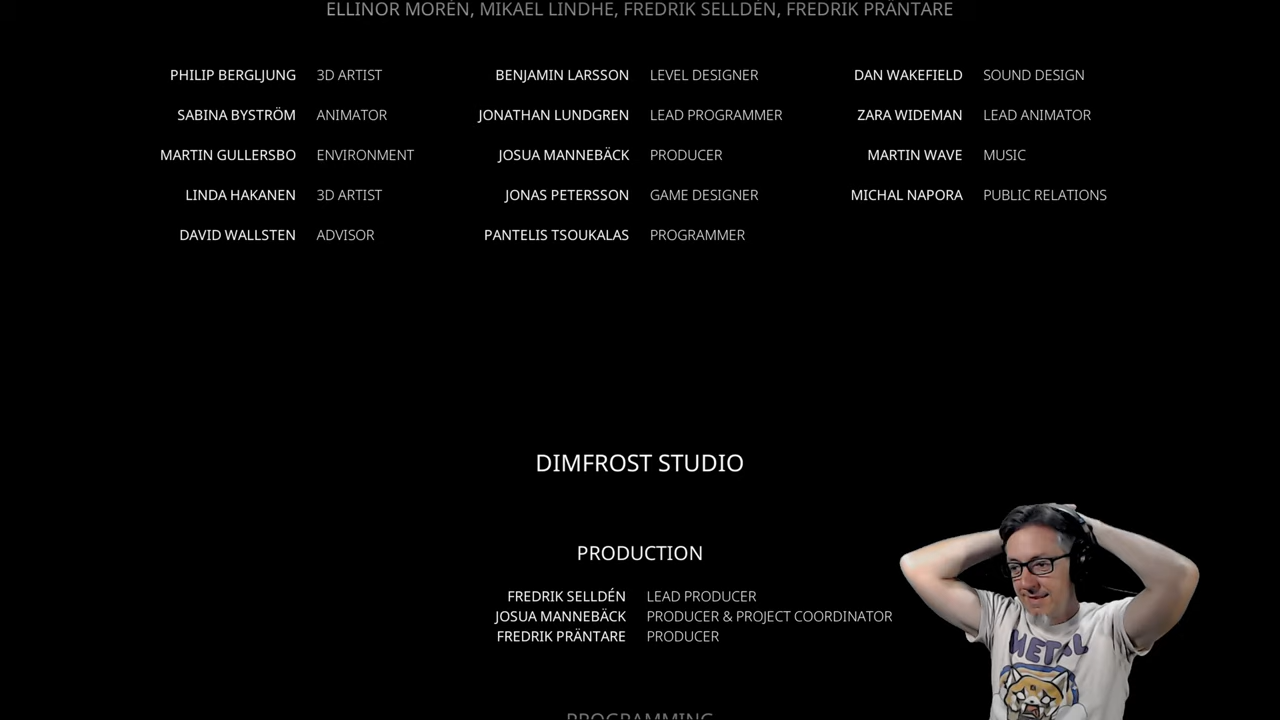 ELLINOR MORÉN, MIKAEL LINDHE, FREDRIK SELLDÉN, FREDRIK PRÄNTARE
PHILIP BERGLJUNG 3D ARTIST
SABINA BYSTRÖM ANIMATOR
MARTIN GULLERSBO ENVIRONMENT
LINDA HAKANEN 3D ARTIST
DAVID WALLSTEN ADVISOR
BENJAMIN LARSSON LEVEL DESIGNER
JONATHAN LUNDGREN LEAD PROGRAMMER
JOSUA MANNEBÄCK PRODUCER
JONAS PETERSSON GAME DESIGNER
PANTELIS TSOUKALAS PROGRAMMER
DAN WAKEFIELD SOUND DESIGN
ZARA WIDEMAN LEAD ANIMATOR
MARTIN WAVE MUSIC
MICHAL NAPORA PUBLIC RELATIONS
DIMFROST STUDIO
PRODUCTION
FREDRIK SELLDÉN LEAD PRODUCER
JOSUA MANNEBÄCK PRODUCER & PROJECT COORDINATOR
FREDRIK PRÄNTARE PRODUCER
PROGRAMMING
METAL